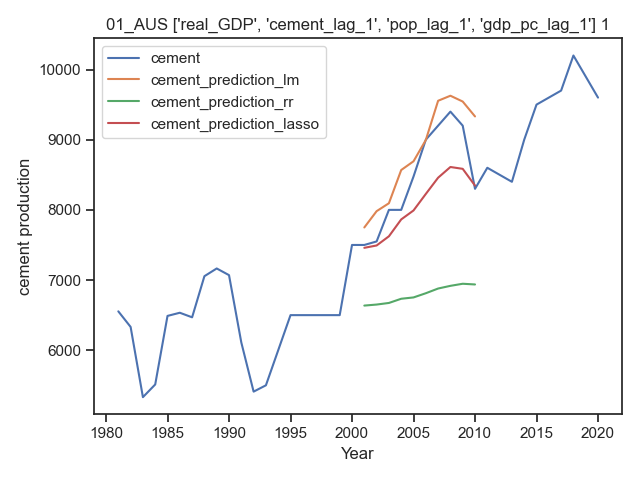 01_AUS ['real_GDP', 'cement_lag_1', 'pop_lag_1', 'gdp_pc_lag_1'] 1
cement
cement_prediction_lm
cement_prediction_rr
cement_prediction_lasso
cement production
10000
9000
8000
7000
6000
1980 1985 1990 1995 2000 2005 2010 2015 2020
Year